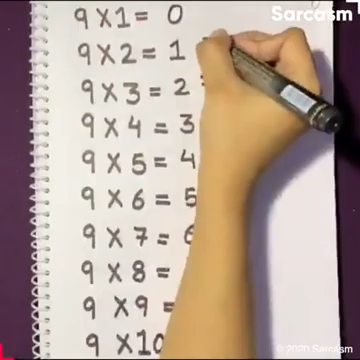 Sarcasm
9 X 1 = 0
9 X 2 = 1
9 X 3 = 2
9 X 4 = 3
9 X 5 = 4
9 X 6 = 5
9 X 7 = 6
9 X 8 =
9 X 9 =
9 X 10
© 2020 Sarcasm